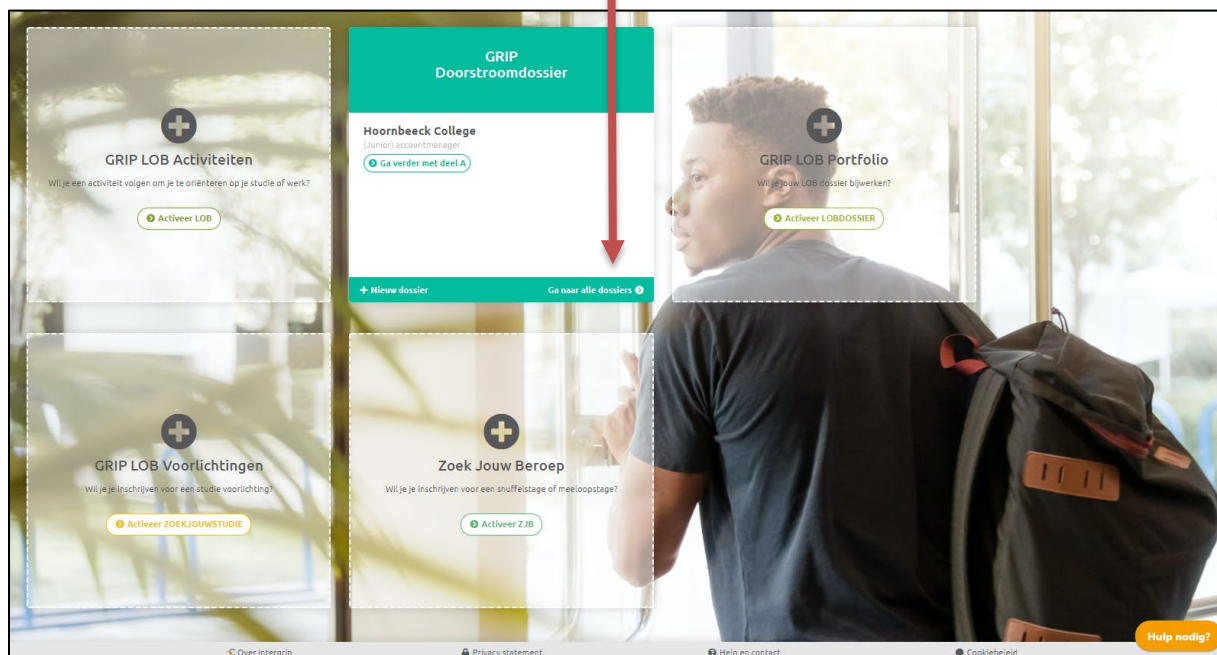 GRIP
Doorstroomdossier
Hoornbeeck College
(Junior) accountmanager
Ga verder met deel A
+ Nieuw dossier
Ga naar alle dossiers
GRIP LOB Activiteiten
Wil je een activiteit volgen om je te oriënteren op je studie of werk?
Activeer LOB
GRIP LOB Portfolio
Wil je jouw LOB dossier bijwerken?
Activeer LOBDOSSIER
GRIP LOB Voorlichtingen
Wil je je inschrijven voor een studie voorlichting?
Activeer ZOEKJOUWSTUDIE
Zoek Jouw Beroep
Wil je je inschrijven voor een snuffelstage of meeloopstage?
Activeer ZJB
Hulp nodig?
Over Intergrip
Privacy statement
Help en contact
Cookiebeleid